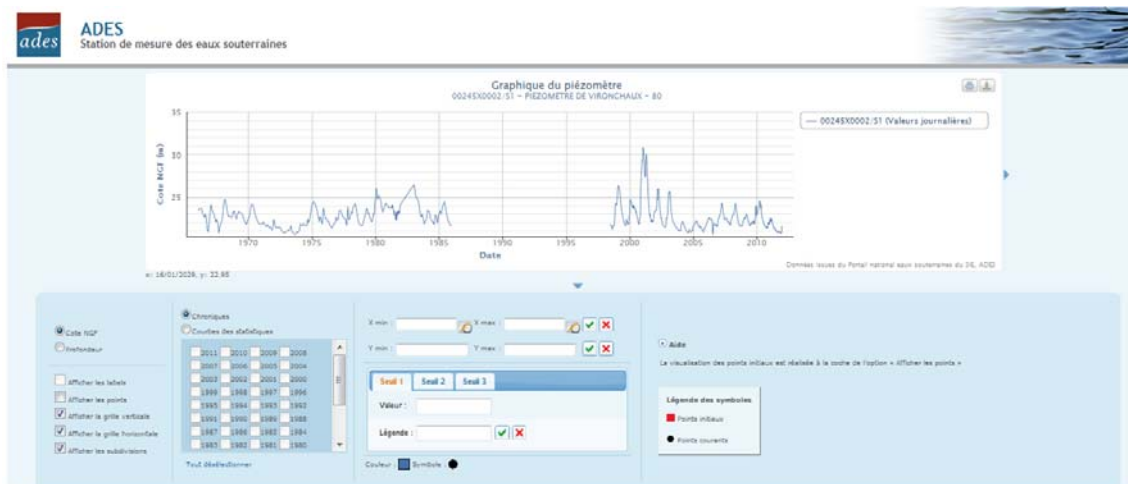 ades
ADES
Station de mesure des eaux souterraines
Graphique du piézomètre
00245X0002/S1 - PIEZOMETRE DE VIRONCHAUX - 80
00245X0002/S1 (Valeurs journalières)
Cote NGF (m)
35
30
25
1970 1975 1980 1985 1990 1995 2000 2005 2010
Date
Données issues du Portail national eaux souterraines du SIE, ADES
x: 16/01/2029, y: 22,95
Cote NGF
Profondeur
Afficher les labels
Afficher les points
Afficher la grille verticale
Afficher la grille horizontale
Afficher les subdivisions
Chroniques
Courbes des statistiques
2011 2010 2009 2008
2007 2006 2005 2004
2003 2002 2001 2000
1999 1998 1997 1996
1995 1994 1993 1992
1991 1990 1989 1988
1987 1986 1985 1984
1983 1982 1981 1980
Tout désélectionner
X min : X max :
Y min : Y max :
Seuil 1 Seuil 2 Seuil 3
Valeur :
Légende :
Couleur : Symbole :
Aide
La visualisation des points initiaux est réalisée à la coche de l'option « Afficher les points »
Légende des symboles
Points initiaux
Points courants